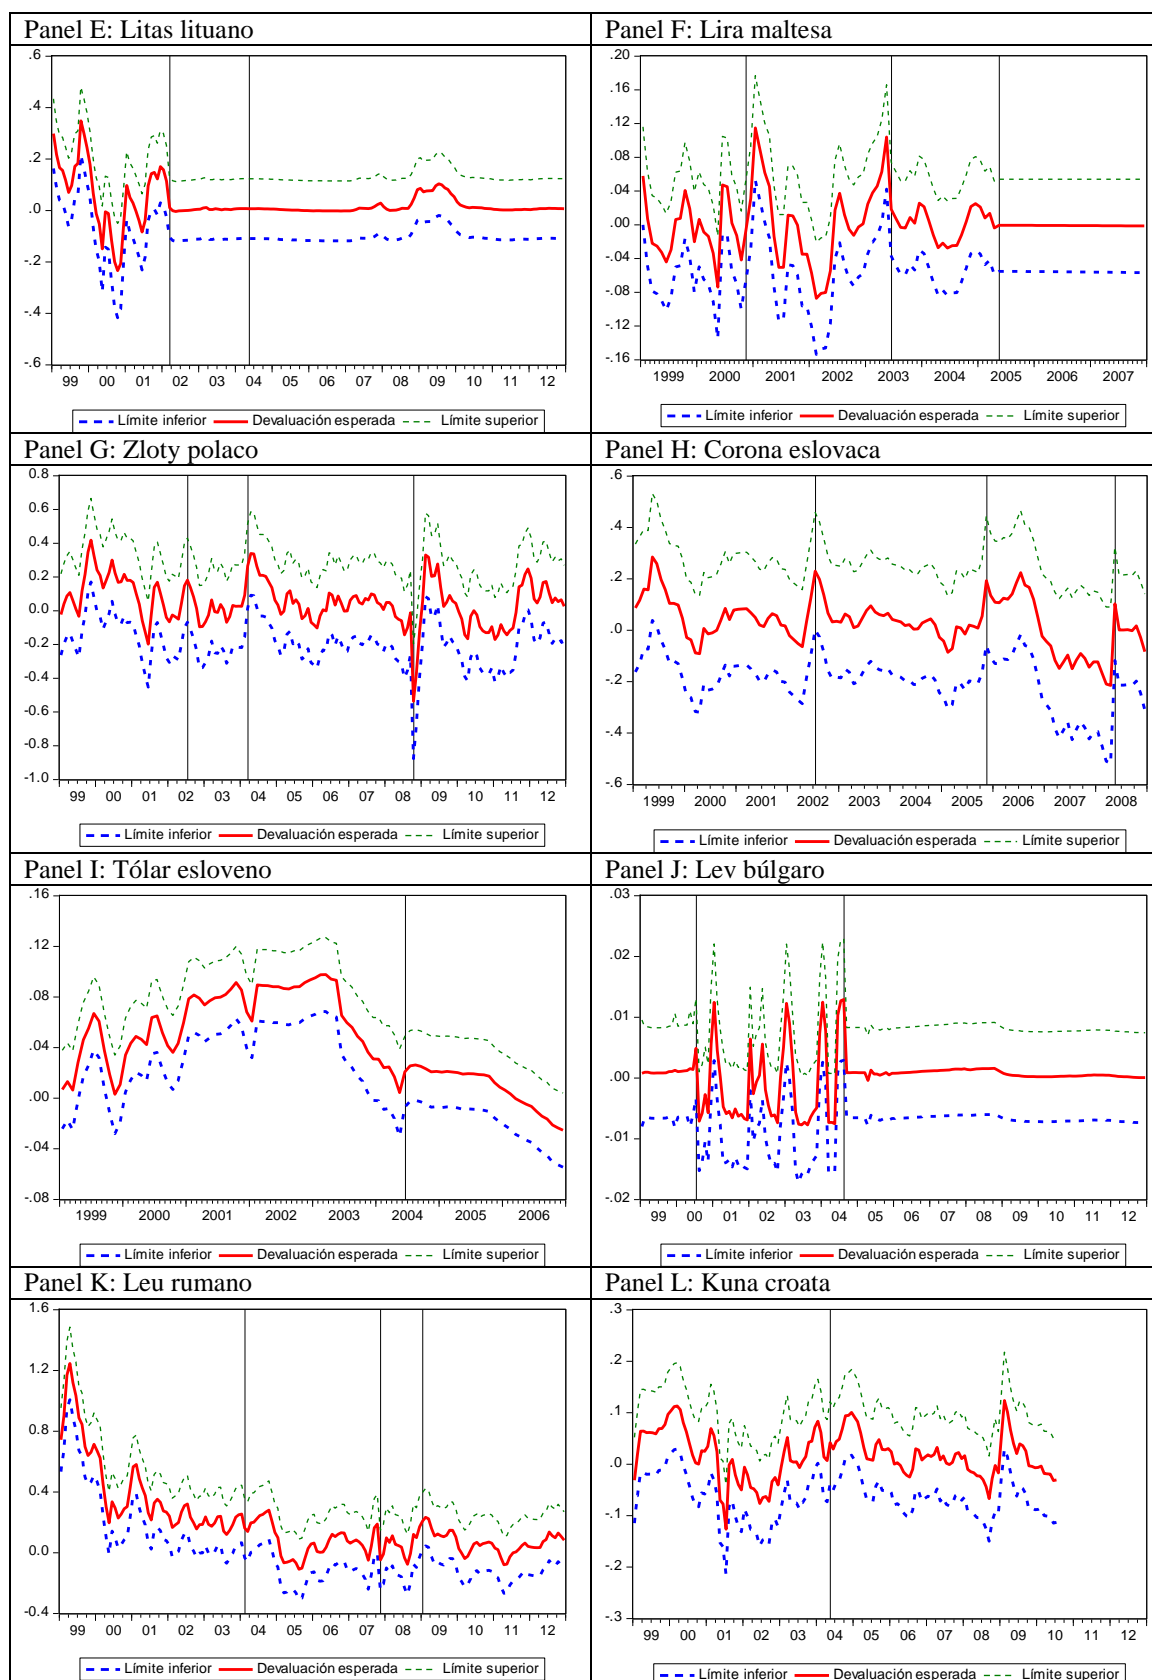 Panel E: Litas lituano
.6
.4
.2
.0
-.2
-.4
-.6
99 00 01 02 03 04 05 06 07 08 09 10 11 12
Límite inferior Devaluación esperada Límite superior
Panel F: Lira maltesa
.20
.16
.12
.08
.04
.00
-.04
-.08
-.12
-.16
1999 2000 2001 2002 2003 2004 2005 2006 2007
Límite inferior Devaluación esperada Límite superior
Panel G: Zloty polaco
0.8
0.6
0.4
0.2
0.0
-0.2
-0.4
-0.6
-0.8
-1.0
99 00 01 02 03 04 05 06 07 08 09 10 11 12
Límite inferior Devaluación esperada Límite superior
Panel H: Corona eslovaca
.6
.4
.2
.0
-.2
-.4
-.6
1999 2000 2001 2002 2003 2004 2005 2006 2007 2008
Límite inferior Devaluación esperada Límite superior
Panel I: Tólar esloveno
.16
.12
.08
.04
.00
-.04
-.08
1999 2000 2001 2002 2003 2004 2005 2006
Límite inferior Devaluación esperada Límite superior
Panel J: Lev búlgaro
.03
.02
.01
.00
-.01
-.02
99 00 01 02 03 04 05 06 07 08 09 10 11 12
Límite inferior Devaluación esperada Límite superior
Panel K: Leu rumano
1.6
1.2
0.8
0.4
0.0
-0.4
99 00 01 02 03 04 05 06 07 08 09 10 11 12
Límite inferior Devaluación esperada Límite superior
Panel L: Kuna croata
.3
.2
.1
.0
-.1
-.2
-.3
99 00 01 02 03 04 05 06 07 08 09 10 11 12
Límite inferior Devaluación esperada Límite superior